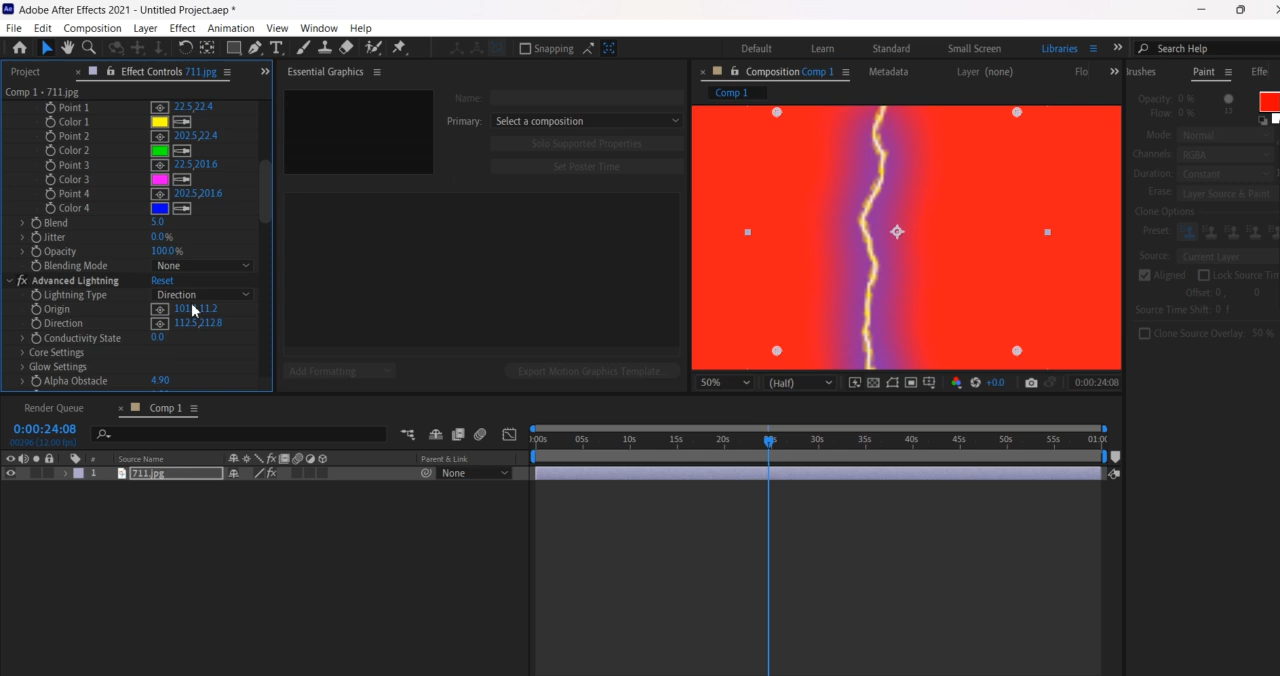 Ae Adobe After Effects 2021 - Untitled Project.aep *
File Edit Composition Layer Effect Animation View Window Help
Snapping Default Learn Standard Small Screen Libraries Search Help
Project Effect Controls 711.jpg
Comp 1 • 711.jpg
Point 1 22.5,22.4
Color 1
Point 2 202.5,22.4
Color 2
Point 3 22.5,201.6
Color 3
Point 4 202.5,201.6
Color 4
Blend 5.0
Jitter 0.0%
Opacity 100.0%
Blending Mode None
fx Advanced Lightning Reset
Lightning Type Direction
Origin 11.2
Direction 112.5,212.8
Conductivity State 0.0
Core Settings
Glow Settings
Alpha Obstacle 4.90
Essential Graphics
Name:
Primary: Select a composition
Solo Supported Properties
Set Poster Time
Add Formatting Export Motion Graphics Template...
Composition Comp 1 Metadata Layer (none) Flo
Comp 1
50% (Half) +0.0 0:00:24:08
Brushes Paint Effe
Opacity: 0 %
Flow: 0 %
Mode: Normal
Channels: RGBA
Duration: Constant
Erase: Layer Source & Paint
Clone Options
Preset:
Source: Current Layer
Aligned Lock Source Tim
Offset: 0 , 0
Source Time Shift: 0 f
Clone Source Overlay: 50 %
Render Queue Comp 1
0:00:24:08
00296 (12.00 fps)
:00s 05s 10s 15s 20s 30s 35s 40s 45s 50s 55s 01:0
# Source Name fx Parent & Link
1 711.jpg fx None